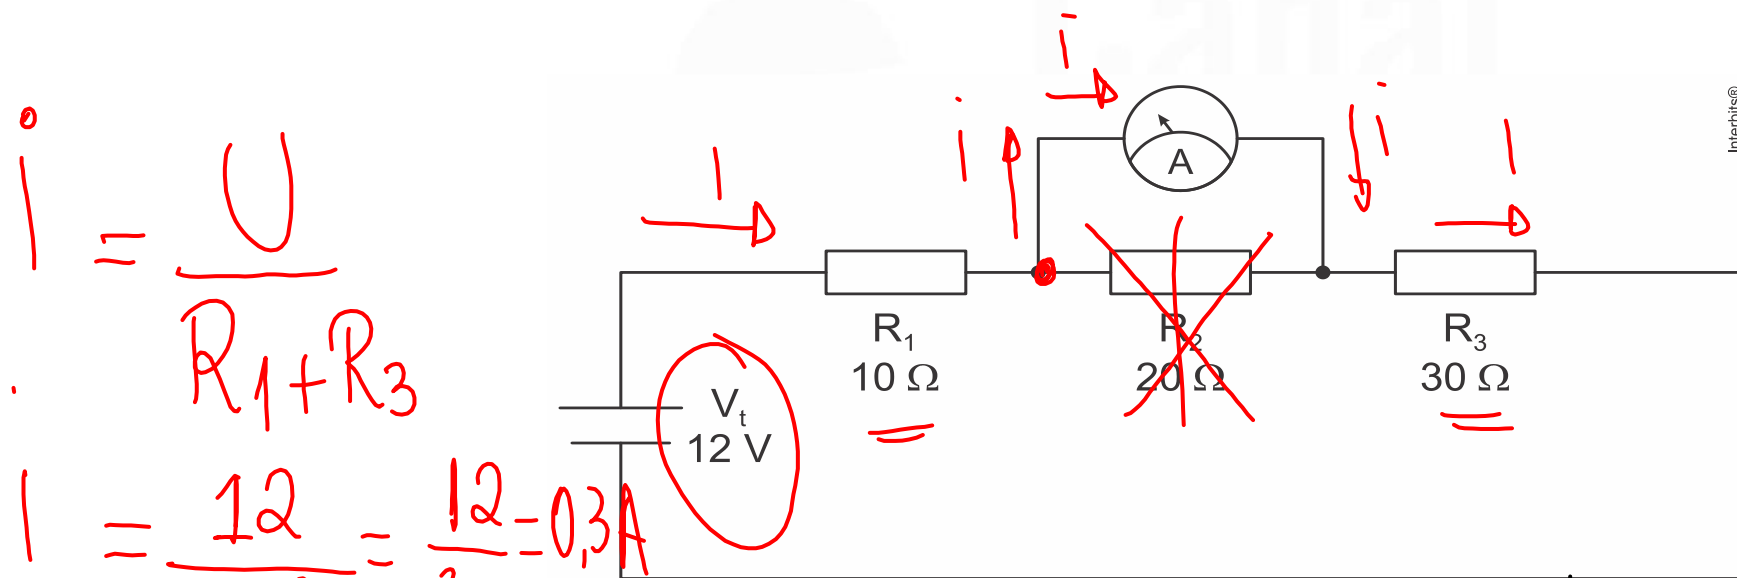 i = U / R1+R3
i = 12 / = 12 / = 0,3A
i
i
i
i
i
A
R1
10 Ω
R2
20 Ω
R3
30 Ω
Vt
12 V
Interbits®